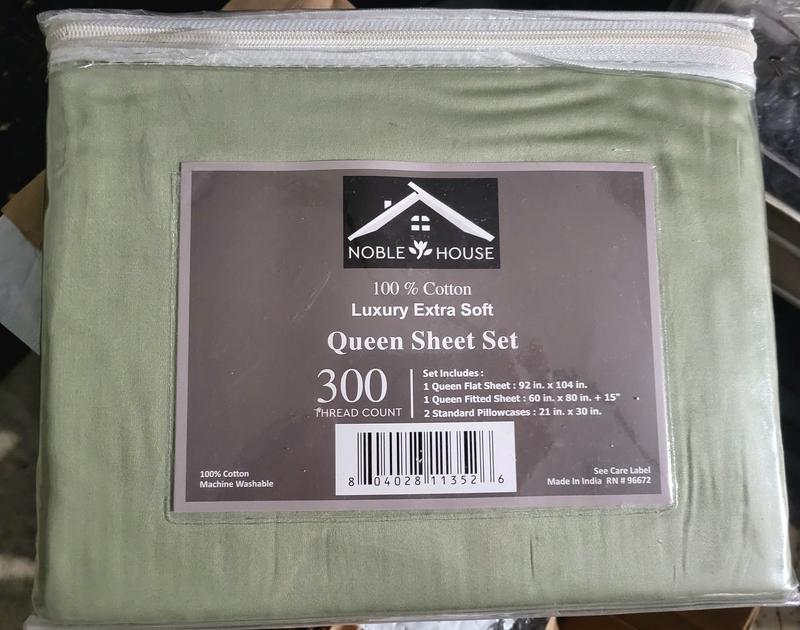 NOBLE HOUSE
100 % Cotton
Luxury Extra Soft
Queen Sheet Set
300
THREAD COUNT
Set Includes :
1 Queen Flat Sheet : 92 in. x 104 in.
1 Queen Fitted Sheet : 60 in. x 80 in. + 15"
2 Standard Pillowcases : 21 in. x 30 in.
8 04028 11352 6
100% Cotton
Machine Washable
See Care Label
Made In India RN # 96672